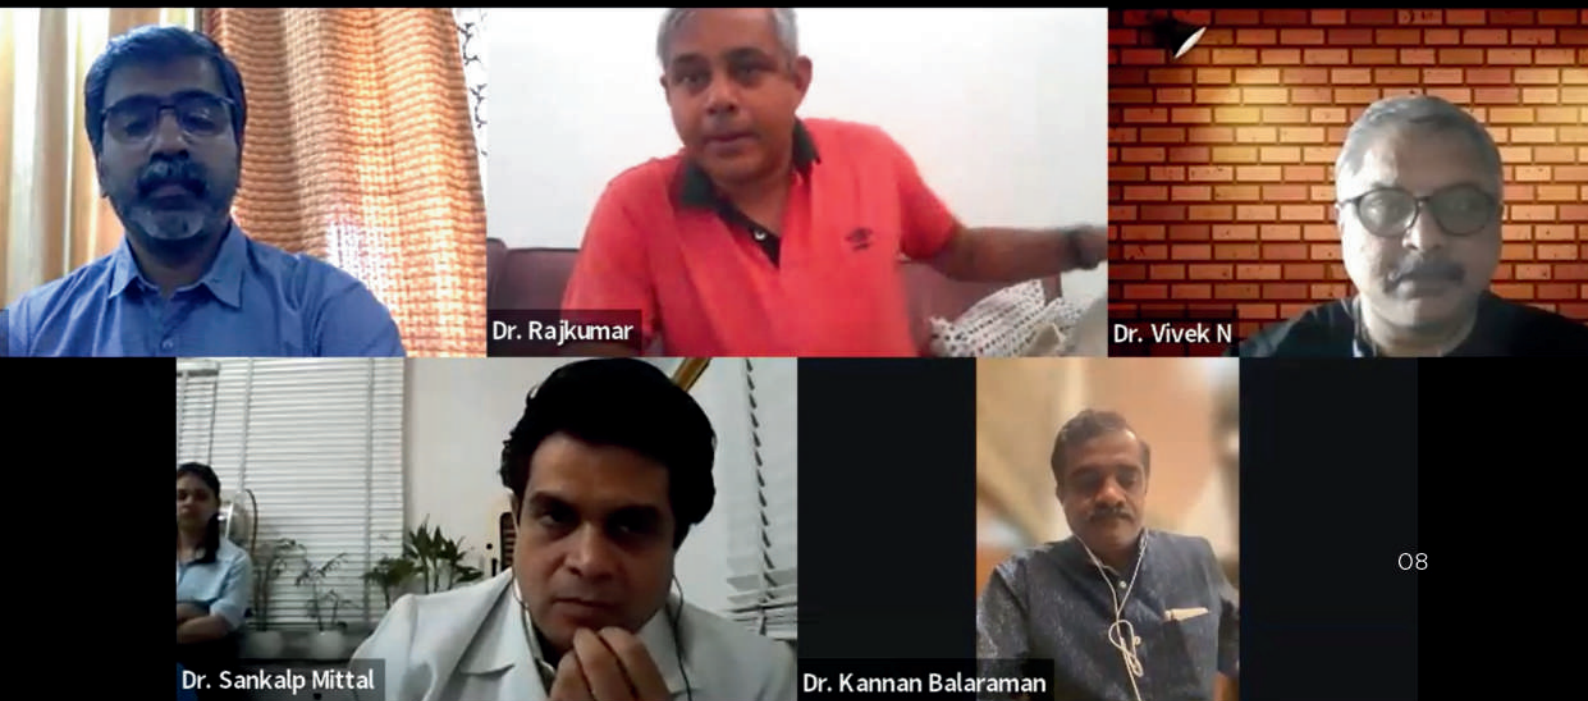 Dr. Rajkumar
Dr. Vivek N
Dr. Sankalp Mittal
Dr. Kannan Balaraman
08